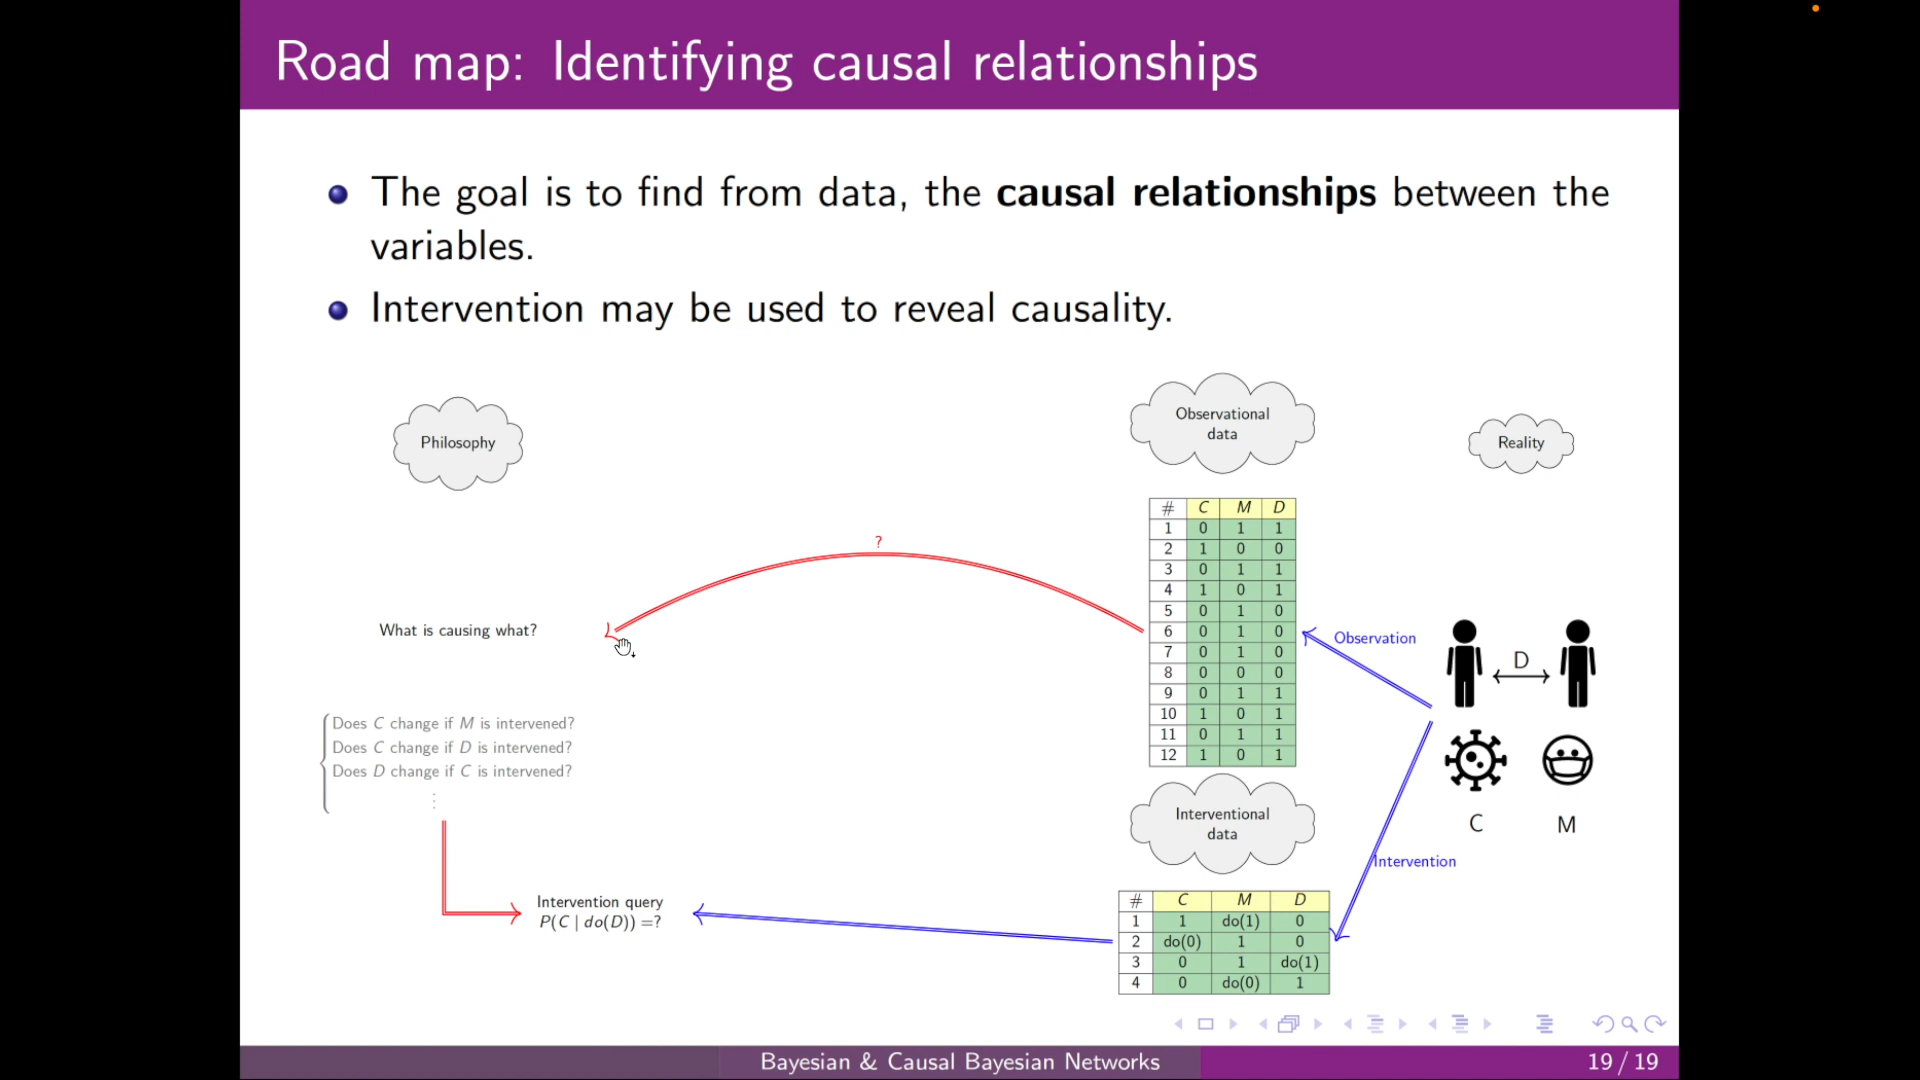 Road map: Identifying causal relationships
The goal is to find from data, the causal relationships between the
variables.
Intervention may be used to reveal causality.
Philosophy
Observational
data
Reality
# C M D
1 0 1 1
2 1 0 0
3 0 1 1
4 1 0 1
5 0 1 0
6 0 1 0
7 0 1 0
8 0 0 0
9 0 1 1
10 1 0 1
11 0 1 1
12 1 0 1
?
What is causing what?
Observation
D
C M
Does C change if M is intervened?
Does C change if D is intervened?
Does D change if C is intervened?
⋮
Interventional
data
Intervention
Intervention query
P(C | do(D)) =?
# C M D
1 1 do(1) 0
2 do(0) 1 0
3 0 1 do(1)
4 0 do(0) 1
Bayesian & Causal Bayesian Networks
19 / 19